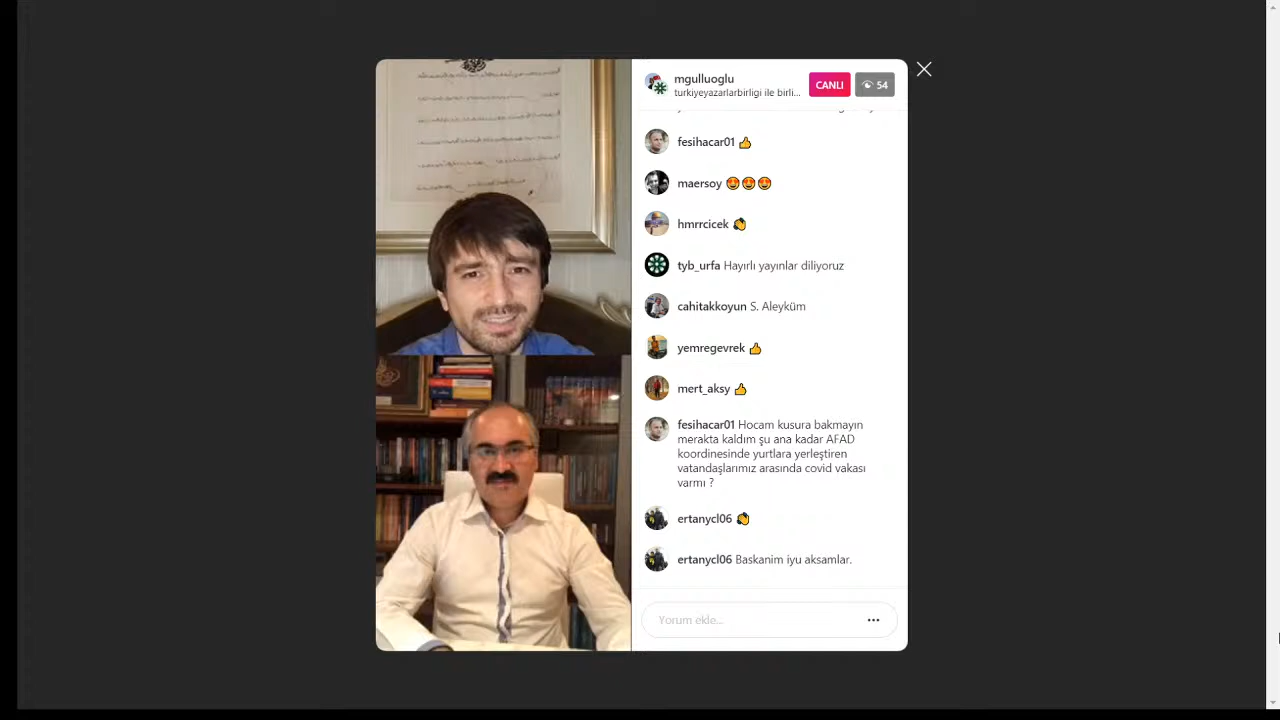 mgulluoglu
turkiyeyazarlarbirligi ile birli...
CANLI
54
fesihacar01 👍
maersoy 😍😍😍
hmrrcicek 👏
tyb_urfa Hayırlı yayınlar diliyoruz
cahitakkoyun S. Aleyküm
yemregevrek 👍
mert_aksy 👍
fesihacar01 Hocam kusura bakmayın
merakta kaldım şu ana kadar AFAD
koordinesinde yurtlara yerleştiren
vatandaşlarımız arasında covid vakası
varmı ?
ertanycl06 👏
ertanycl06 Baskanim iyu aksamlar.
Yorum ekle...